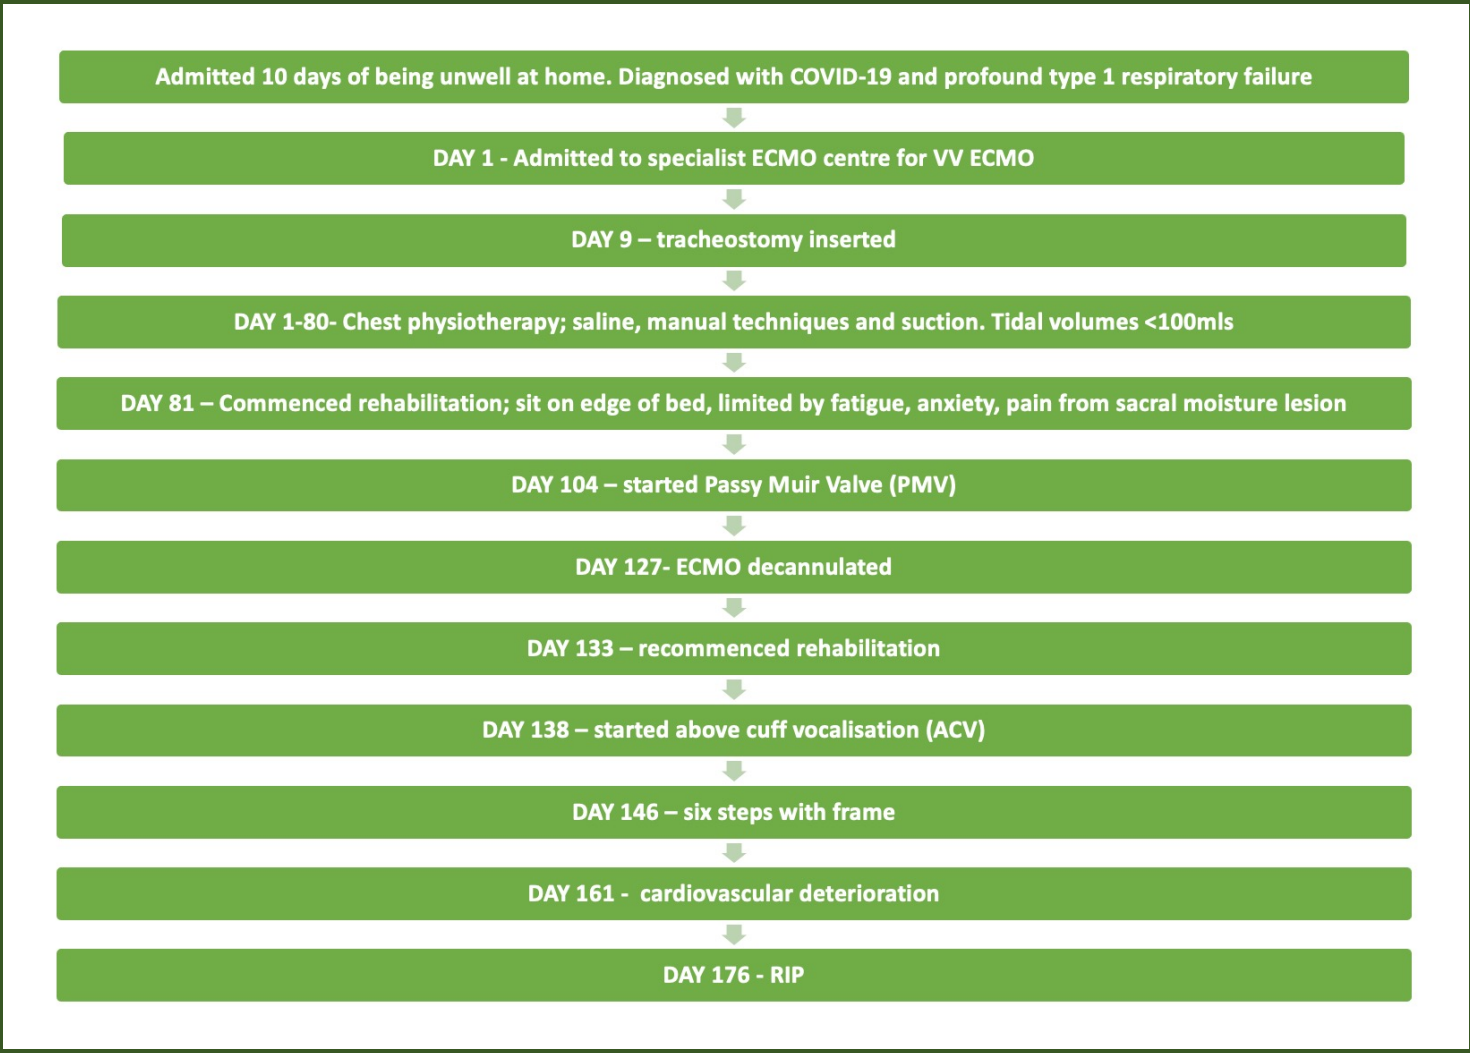 Admitted 10 days of being unwell at home. Diagnosed with COVID-19 and profound type 1 respiratory failure
DAY 1 - Admitted to specialist ECMO centre for VV ECMO
DAY 9 – tracheostomy inserted
DAY 1-80- Chest physiotherapy; saline, manual techniques and suction. Tidal volumes <100mls
DAY 81 – Commenced rehabilitation; sit on edge of bed, limited by fatigue, anxiety, pain from sacral moisture lesion
DAY 104 – started Passy Muir Valve (PMV)
DAY 127- ECMO decannulated
DAY 133 – recommenced rehabilitation
DAY 138 – started above cuff vocalisation (ACV)
DAY 146 – six steps with frame
DAY 161 -  cardiovascular deterioration
DAY 176 - RIP